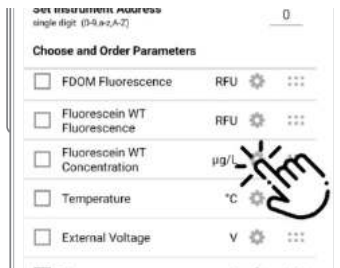 Set Instrument Address
single digit (0-9,a-z,A-Z)
0
Choose and Order Parameters
FDOM Fluorescence RFU
Fluorescein WT
Fluorescence RFU
Fluorescein WT
Concentration µg/L
Temperature °C
External Voltage V